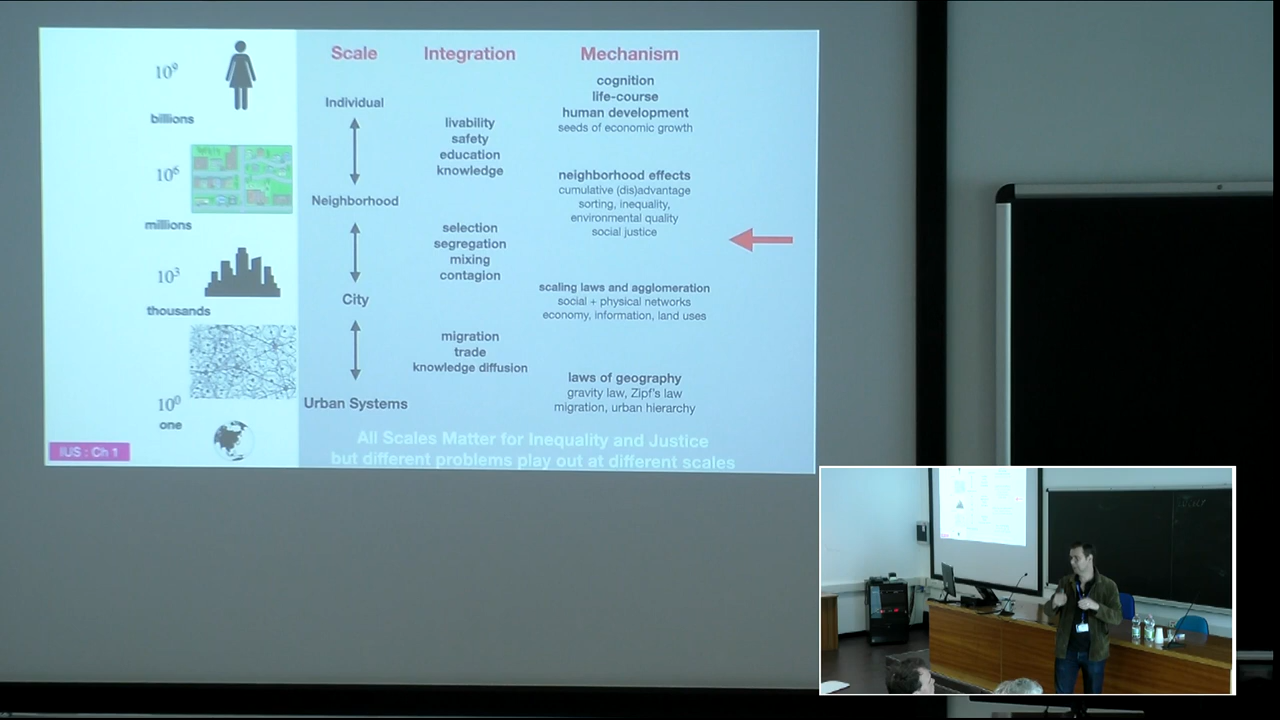 Scale
Integration
Mechanism
10⁹
billions
10⁶
millions
10³
thousands
10⁰
one
IUS : Ch 1
Individual
Neighborhood
City
Urban Systems
livability
safety
education
knowledge
selection
segregation
mixing
contagion
migration
trade
knowledge diffusion
cognition
life-course
human development
seeds of economic growth
neighborhood effects
cumulative (dis)advantage
sorting, inequality,
environmental quality
social justice
scaling laws and agglomeration
social + physical networks
economy, information, land uses
laws of geography
gravity law, Zipf's law
migration, urban hierarchy
All Scales Matter for Inequality and Justice
but different problems play out at different scales